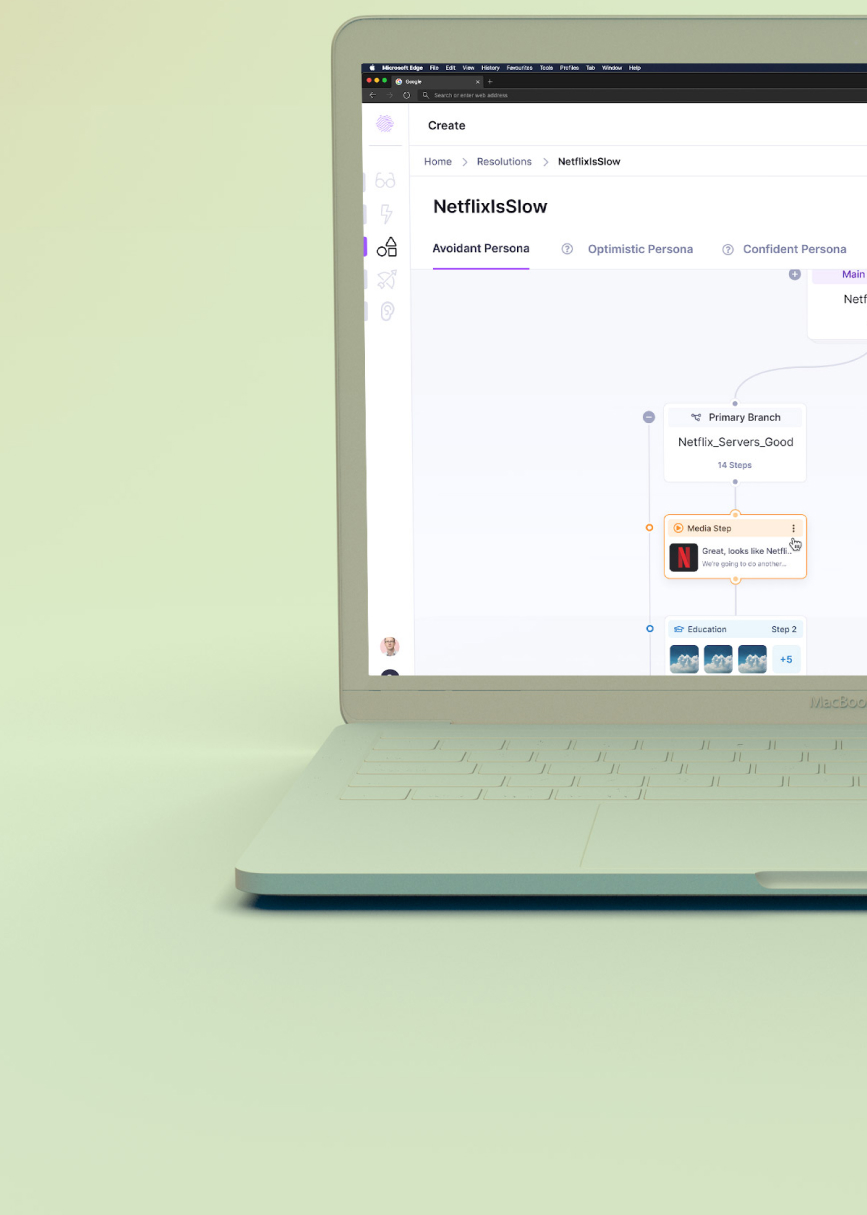 Microsoft Edge File Edit View History Favourites Tools Profiles Tab Window Help
Google
Search or enter web address
Create
Home > Resolutions > NetflixIsSlow
NetflixIsSlow
Avoidant Persona ? Optimistic Persona ? Confident Persona
Main
Netf
Primary Branch
Netflix_Servers_Good
14 Steps
Media Step
N
Great, looks like Netfli...
We're going to do another...
Education Step 2
+5
MacBoo